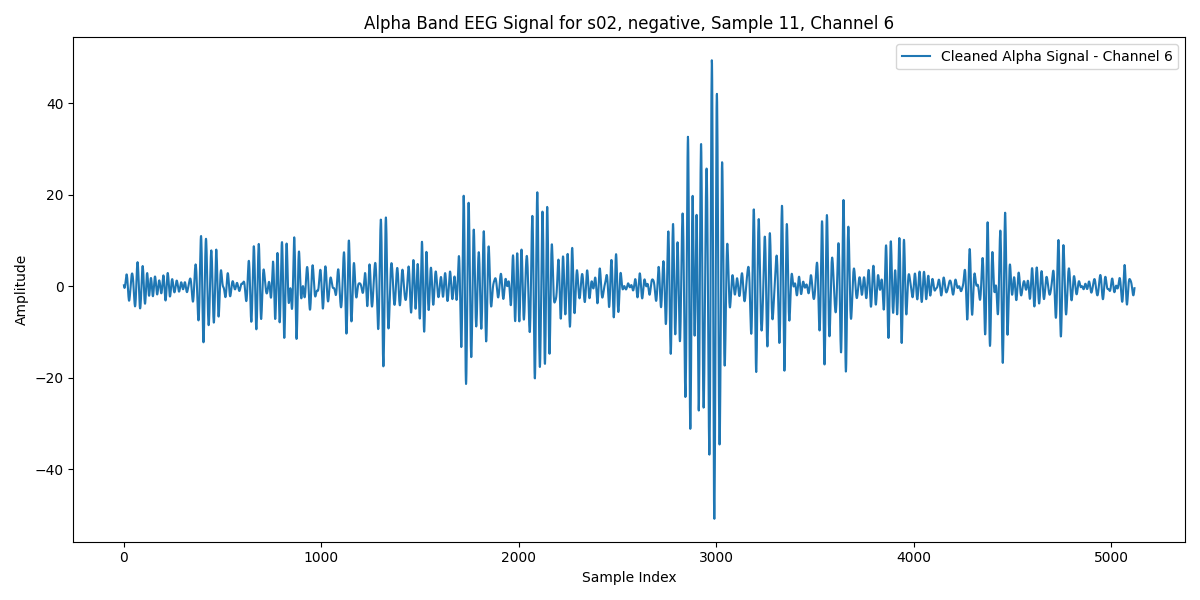 Alpha Band EEG Signal for s02, negative, Sample 11, Channel 6
Cleaned Alpha Signal - Channel 6
Amplitude
40
20
0
−20
−40
0 1000 2000 3000 4000 5000
Sample Index